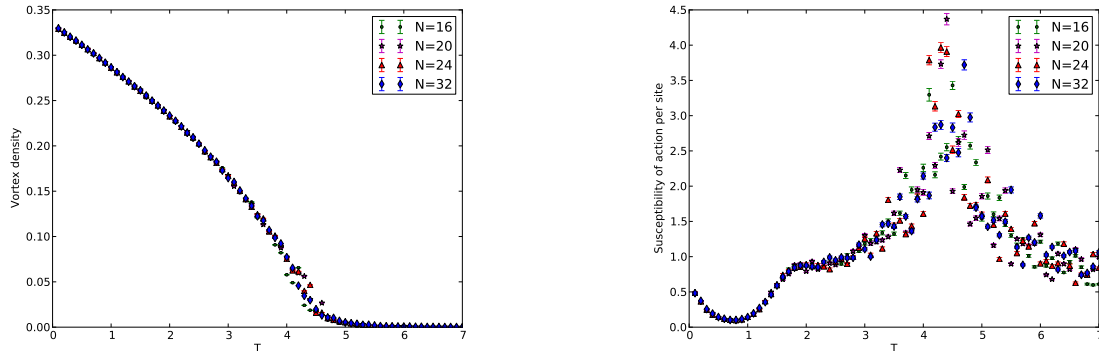 0.35
0.30
0.25
0.20
0.15
0.10
0.05
0.00
Vortex density
0 1 2 3 4 5 6 7
T
N=16
N=20
N=24
N=32
4.5
4.0
3.5
3.0
2.5
2.0
1.5
1.0
0.5
0.0
Susceptibility of action per site
0 1 2 3 4 5 6 7
T
N=16
N=20
N=24
N=32